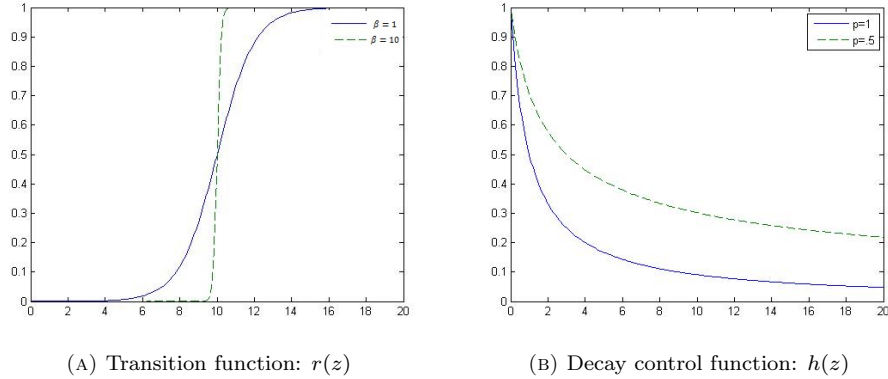 1
0.9
0.8
0.7
0.6
0.5
0.4
0.3
0.2
0.1
0
0 2 4 6 8 10 12 14 16 18 20
β = 1
β = 10
(A) Transition function: r(z)
1
0.9
0.8
0.7
0.6
0.5
0.4
0.3
0.2
0.1
0
0 2 4 6 8 10 12 14 16 18 20
p=1
p=.5
(B) Decay control function: h(z)